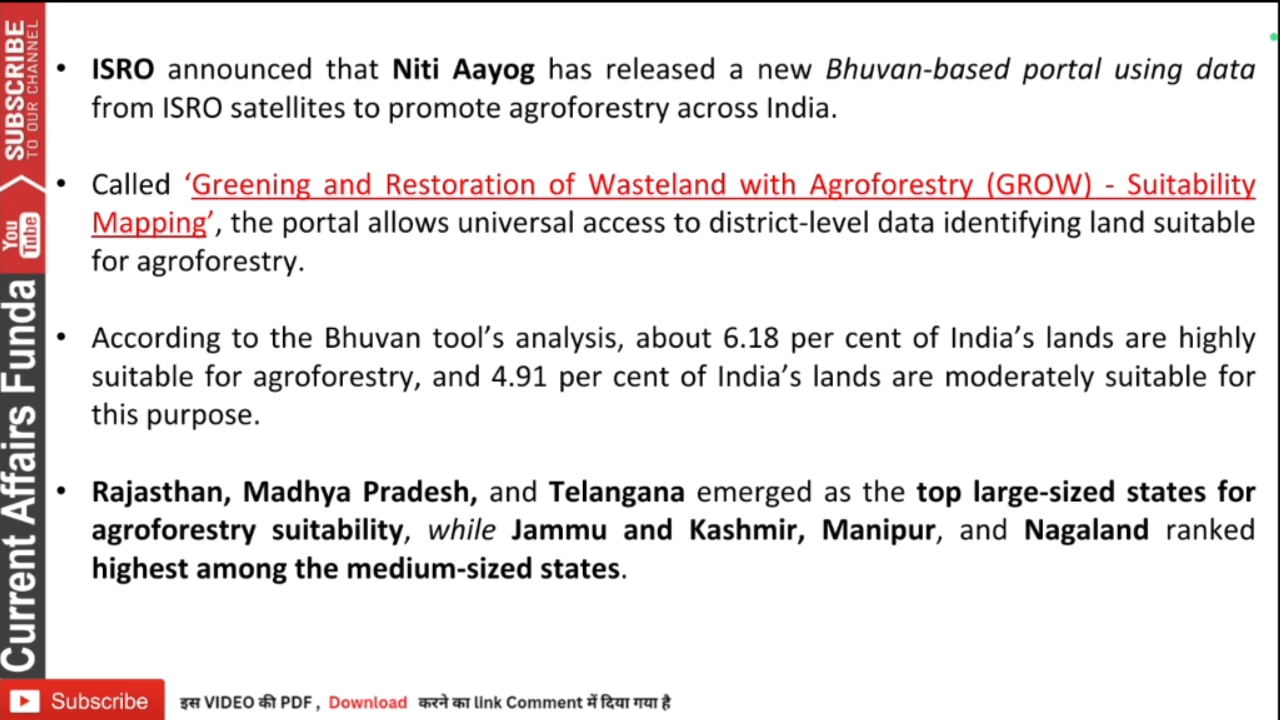 SUBSCRIBE
TO OUR CHANNEL
You
Tube
Current Affairs Funda
• ISRO announced that Niti Aayog has released a new Bhuvan-based portal using data
from ISRO satellites to promote agroforestry across India.
• Called ‘Greening and Restoration of Wasteland with Agroforestry (GROW) - Suitability
Mapping’, the portal allows universal access to district-level data identifying land suitable
for agroforestry.
• According to the Bhuvan tool’s analysis, about 6.18 per cent of India’s lands are highly
suitable for agroforestry, and 4.91 per cent of India’s lands are moderately suitable for
this purpose.
• Rajasthan, Madhya Pradesh, and Telangana emerged as the top large-sized states for
agroforestry suitability, while Jammu and Kashmir, Manipur, and Nagaland ranked
highest among the medium-sized states.
Subscribe इस VIDEO की PDF , Download करने का link Comment में दिया गया है